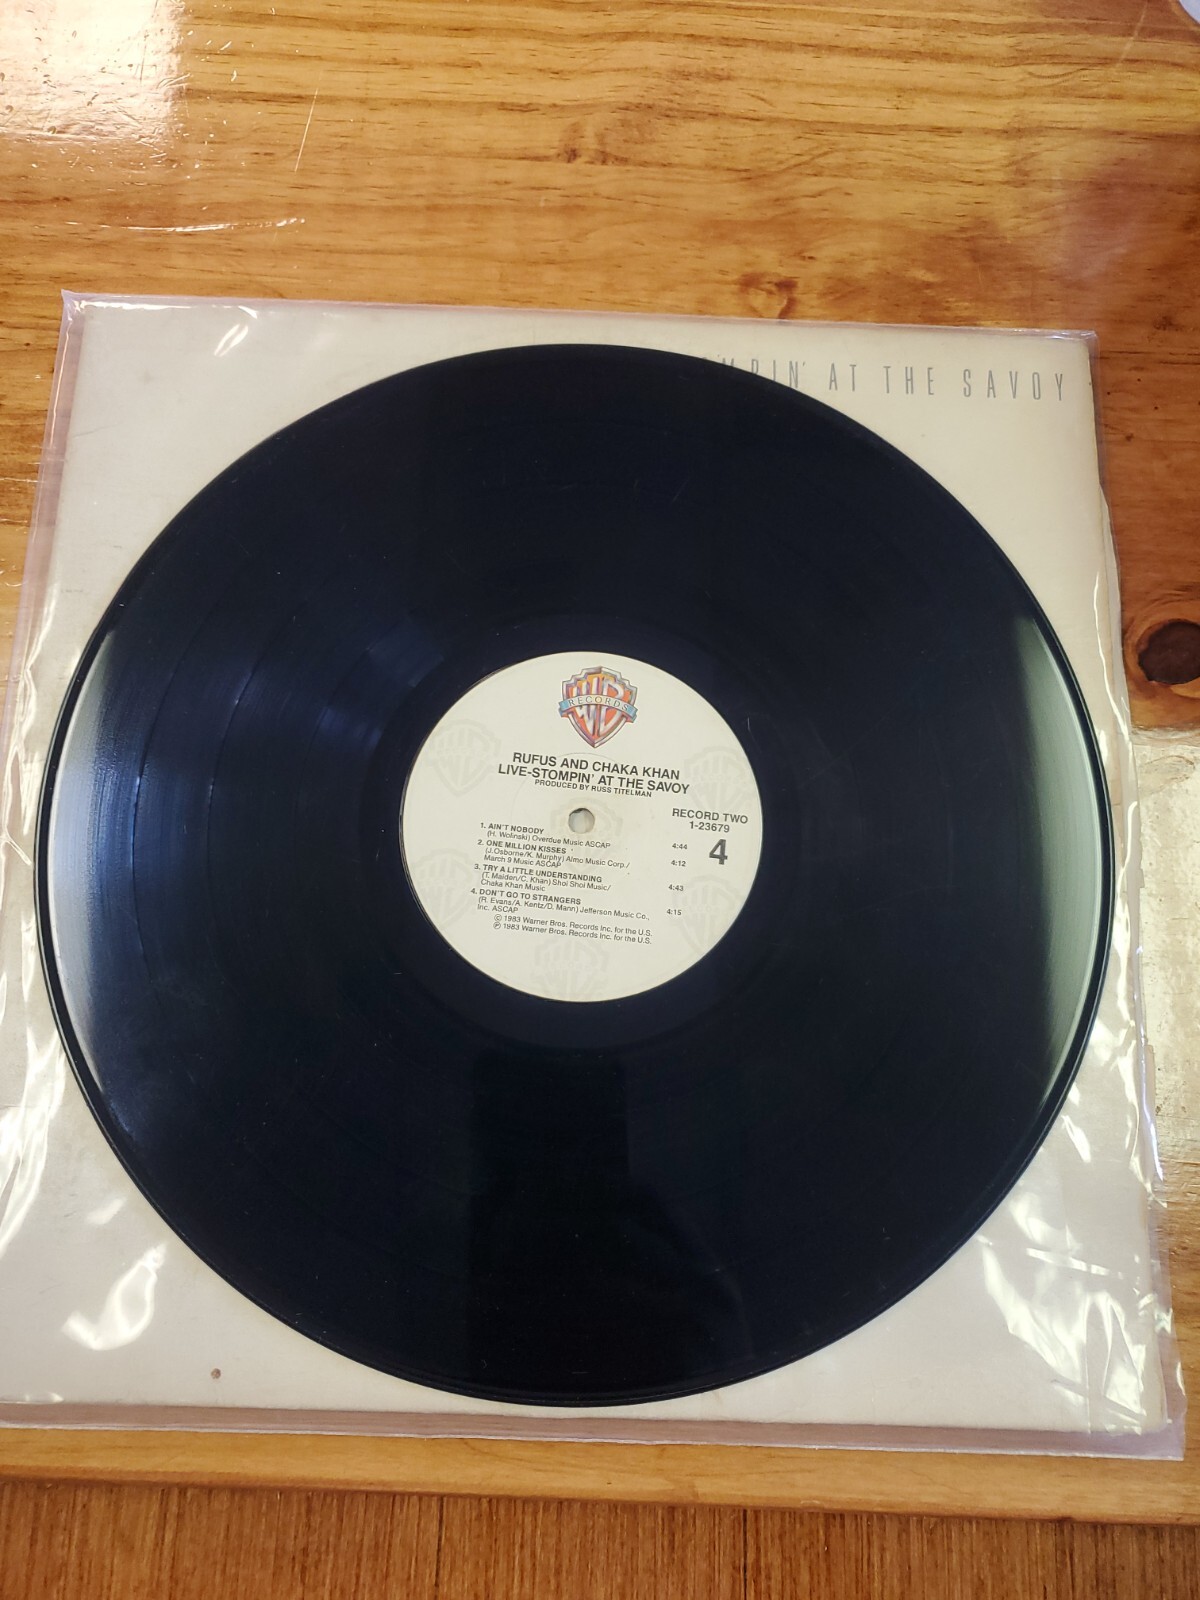 MPIN' AT THE SAVOY
RECORDS
RUFUS AND CHAKA KHAN
LIVE-STOMPIN' AT THE SAVOY
PRODUCED BY RUSS TITELMAN
RECORD TWO
1-23679
4
1. AIN'T NOBODY
(H. Wolinski) Overdue Music ASCAP 4:44
2. ONE MILLION KISSES
(J.Osborne/K. Murphy) Almo Music Corp./ 4:12
March 9 Music ASCAP
3. TRY A LITTLE UNDERSTANDING
(T. Maiden/C. Khan) Shoi Shoi Music/ 4:43
Chaka Khan Music
4. DON'T GO TO STRANGERS
(R. Evans/A. Kentz/D. Mann) Jefferson Music Co., 4:15
Inc. ASCAP
© 1983 Warner Bros. Records Inc. for the U.S.
℗ 1983 Warner Bros. Records Inc. for the U.S.